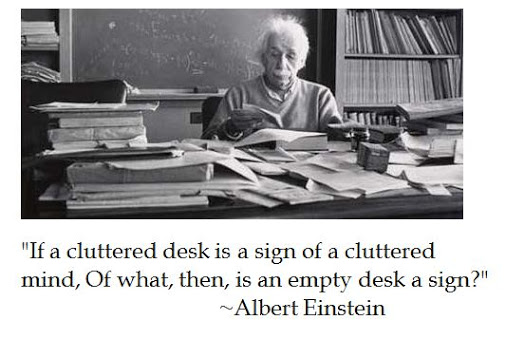 "If a cluttered desk is a sign of a cluttered
mind, Of what, then, is an empty desk a sign?"
~Albert Einstein